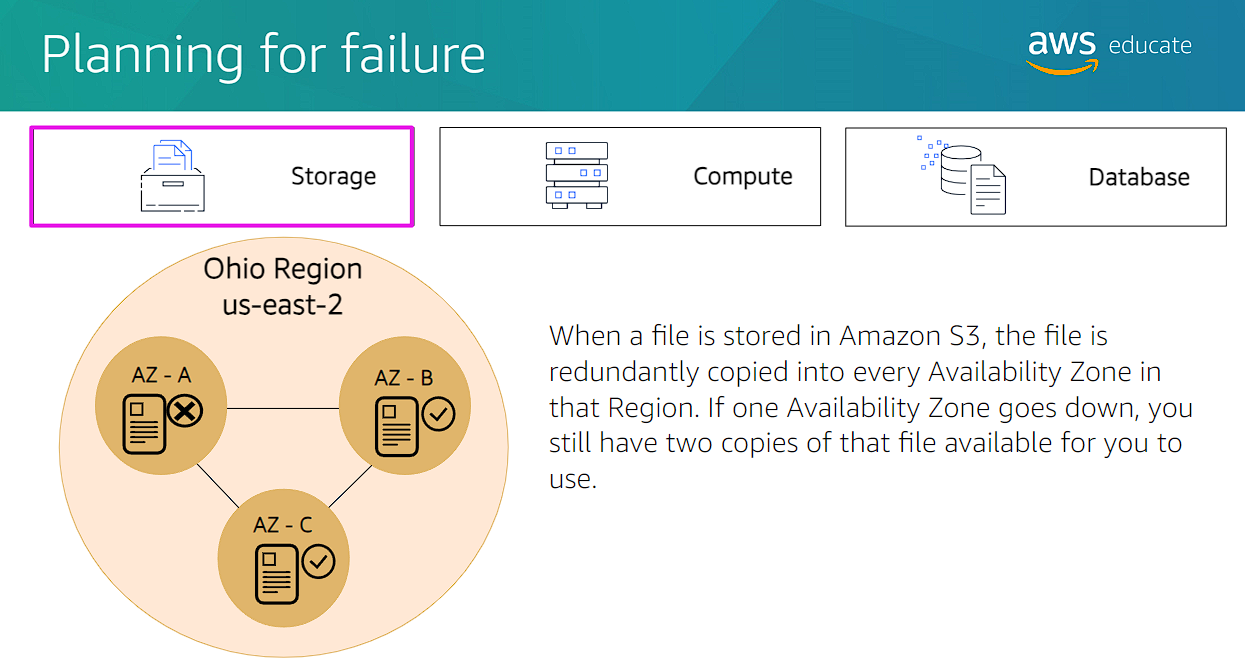 Planning for failure
aws educate
Storage
Compute
Database
Ohio Region
us-east-2
AZ - A
AZ - B
AZ - C
When a file is stored in Amazon S3, the file is
redundantly copied into every Availability Zone in
that Region. If one Availability Zone goes down, you
still have two copies of that file available for you to
use.